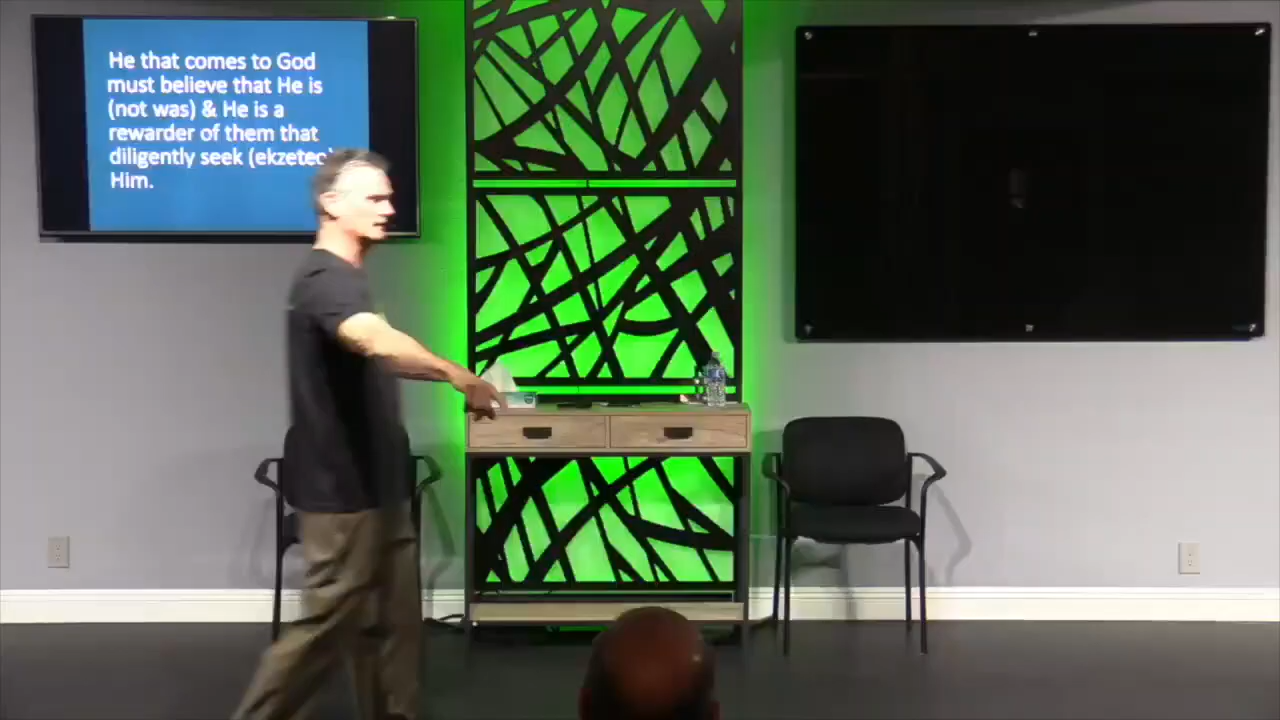 He that comes to God
must believe that He is
(not was) & He is a
rewarder of them that
diligently seek (ekzeteo)
Him.